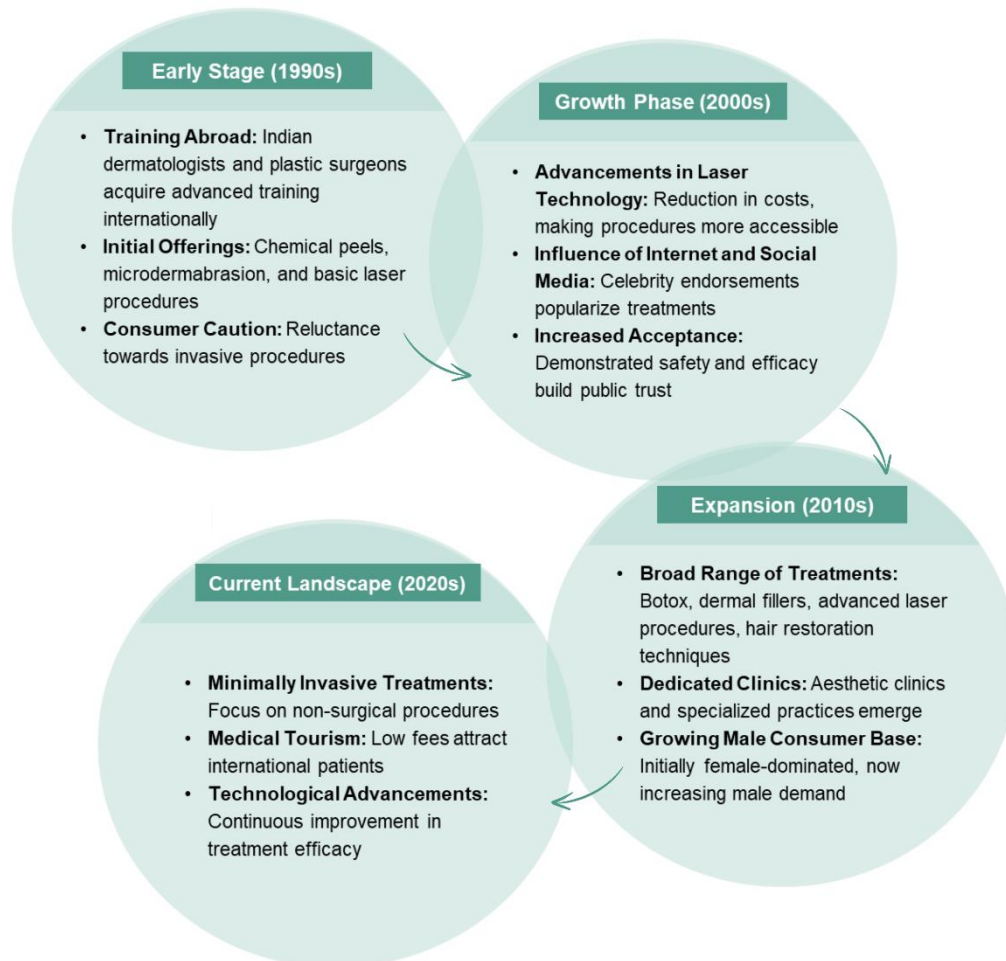 Early Stage (1990s)
• Training Abroad: Indian
dermatologists and plastic surgeons
acquire advanced training
internationally
• Initial Offerings: Chemical peels,
microdermabrasion, and basic laser
procedures
• Consumer Caution: Reluctance
towards invasive procedures
Growth Phase (2000s)
• Advancements in Laser
Technology: Reduction in costs,
making procedures more accessible
• Influence of Internet and Social
Media: Celebrity endorsements
popularize treatments
• Increased Acceptance:
Demonstrated safety and efficacy
build public trust
Expansion (2010s)
• Broad Range of Treatments:
Botox, dermal fillers, advanced laser
procedures, hair restoration
techniques
• Dedicated Clinics: Aesthetic clinics
and specialized practices emerge
• Growing Male Consumer Base:
Initially female-dominated, now
increasing male demand
Current Landscape (2020s)
• Minimally Invasive Treatments:
Focus on non-surgical procedures
• Medical Tourism: Low fees attract
international patients
• Technological Advancements:
Continuous improvement in
treatment efficacy